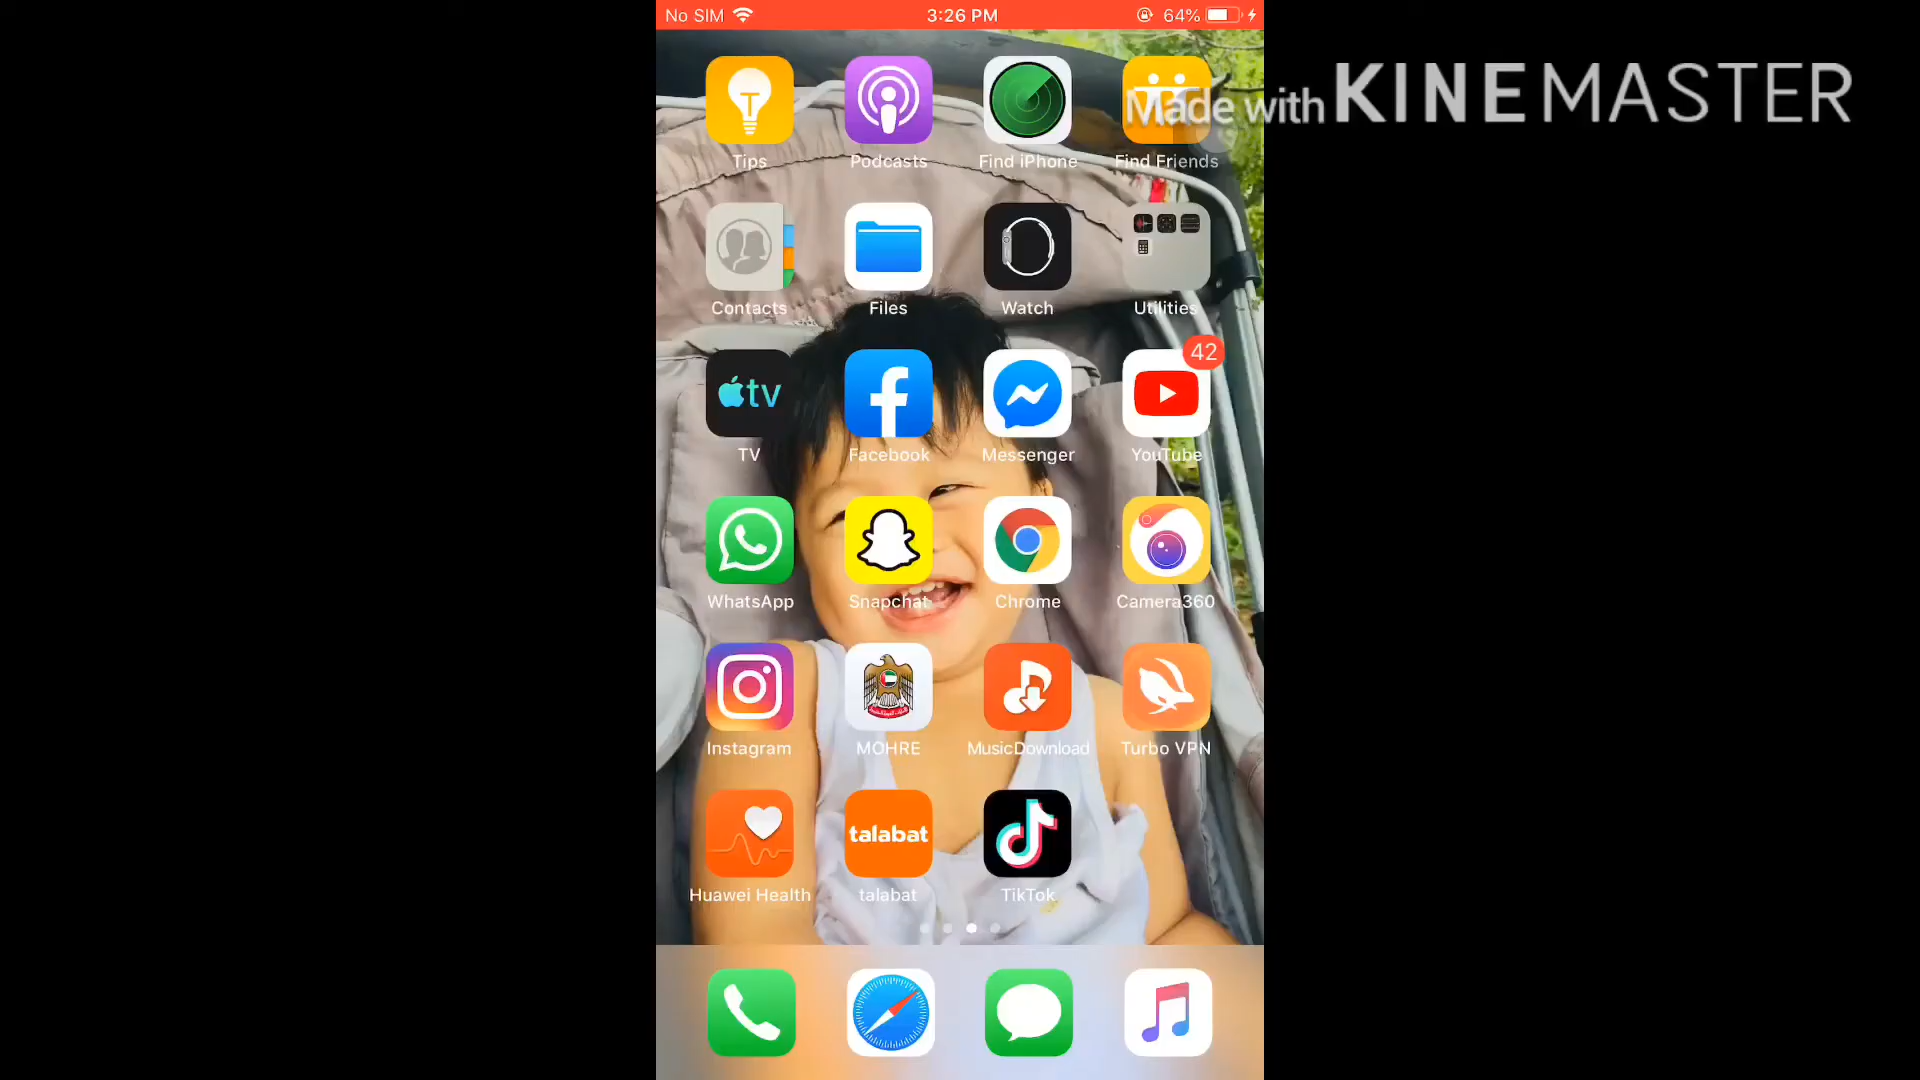 No SIM 3:26 PM 64%
Tips Podcasts Find iPhone Find Friends
Made with KINEMASTER
Contacts Files Watch Utilities
42
tv
TV Facebook Messenger YouTube
WhatsApp Snapchat Chrome Camera360
Instagram MOHRE MusicDownload Turbo VPN
talabat
Huawei Health talabat TikTok